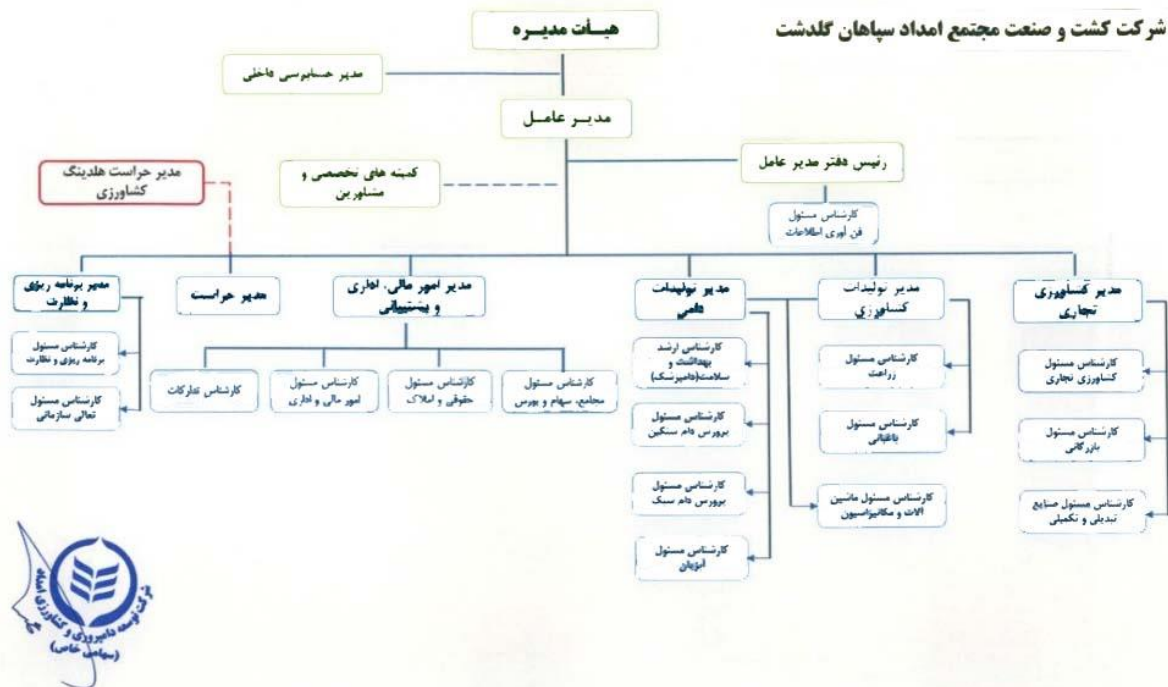 شرکت کشت و صنعت مجتمع امداد سپاهان گلدشت
هیأت مدیره
مدیر حسابرسی داخلی
مدیر عامل
رئیس دفتر مدیر عامل
کارشناس مسئول
فن آوری اطلاعات
کمیته های تخصصی و
مشاورین
مدیر حراست هلدینگ
کشاورزی
مدیر کشاورزی
تجاری
مدیر تولیدات
کشاورزی
مدیر تولیدات
دامی
مدیر امور مالی، اداری
و پشتیبانی
مدیر حراست
مدیر برنامه ریزی
و نظارت
کارشناس مسئول
کشاورزی تجاری
کارشناس مسئول
بازرگانی
کارشناس مسئول صنایع
تبدیلی و تکمیلی
کارشناس مسئول
زراعت
کارشناس مسئول
باغبانی
کارشناس مسئول ماشین
آلات و مکانیزاسیون
کارشناس ارشد
بهداشت و
سلامت(دامپزشک)
کارشناس مسئول
پرورش دام سنگین
کارشناس مسئول
پرورش دام سبک
کارشناس مسئول
آبزیان
کارشناس مسئول
مجامع، سهام و بورس
کارشناس مسئول
حقوقی و املاک
کارشناس مسئول
امور مالی و اداری
کارشناس تدارکات
کارشناس مسئول
برنامه ریزی و نظارت
کارشناس مسئول
تعالی سازمانی
شرکت توسعه دامپروری و کشاورزی امداد
(سهامی خاص)